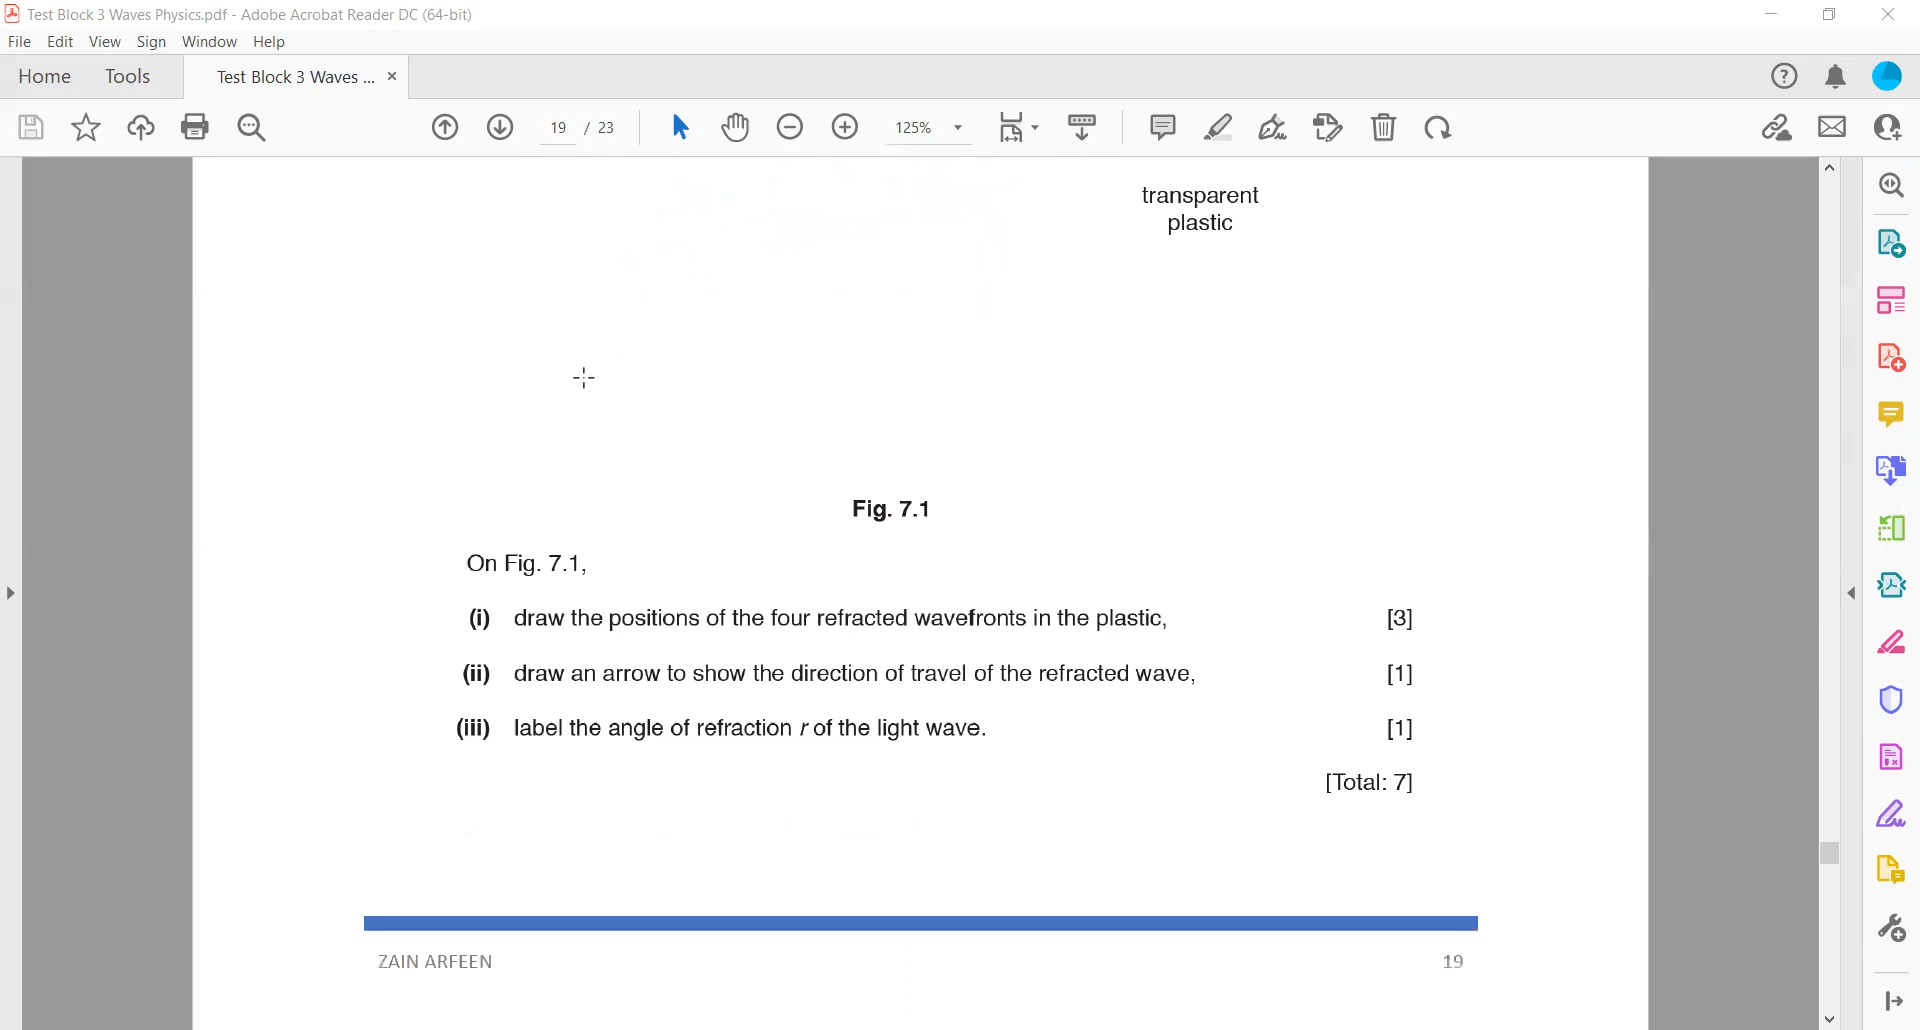 Test Block 3 Waves Physics.pdf - Adobe Acrobat Reader DC (64-bit)
File Edit View Sign Window Help
Home Tools Test Block 3 Waves ... ×
19 / 23 125%
transparent
plastic
Fig. 7.1
On Fig. 7.1,
(i) draw the positions of the four refracted wavefronts in the plastic, [3]
(ii) draw an arrow to show the direction of travel of the refracted wave, [1]
(iii) label the angle of refraction r of the light wave. [1]
[Total: 7]
ZAIN ARFEEN 19